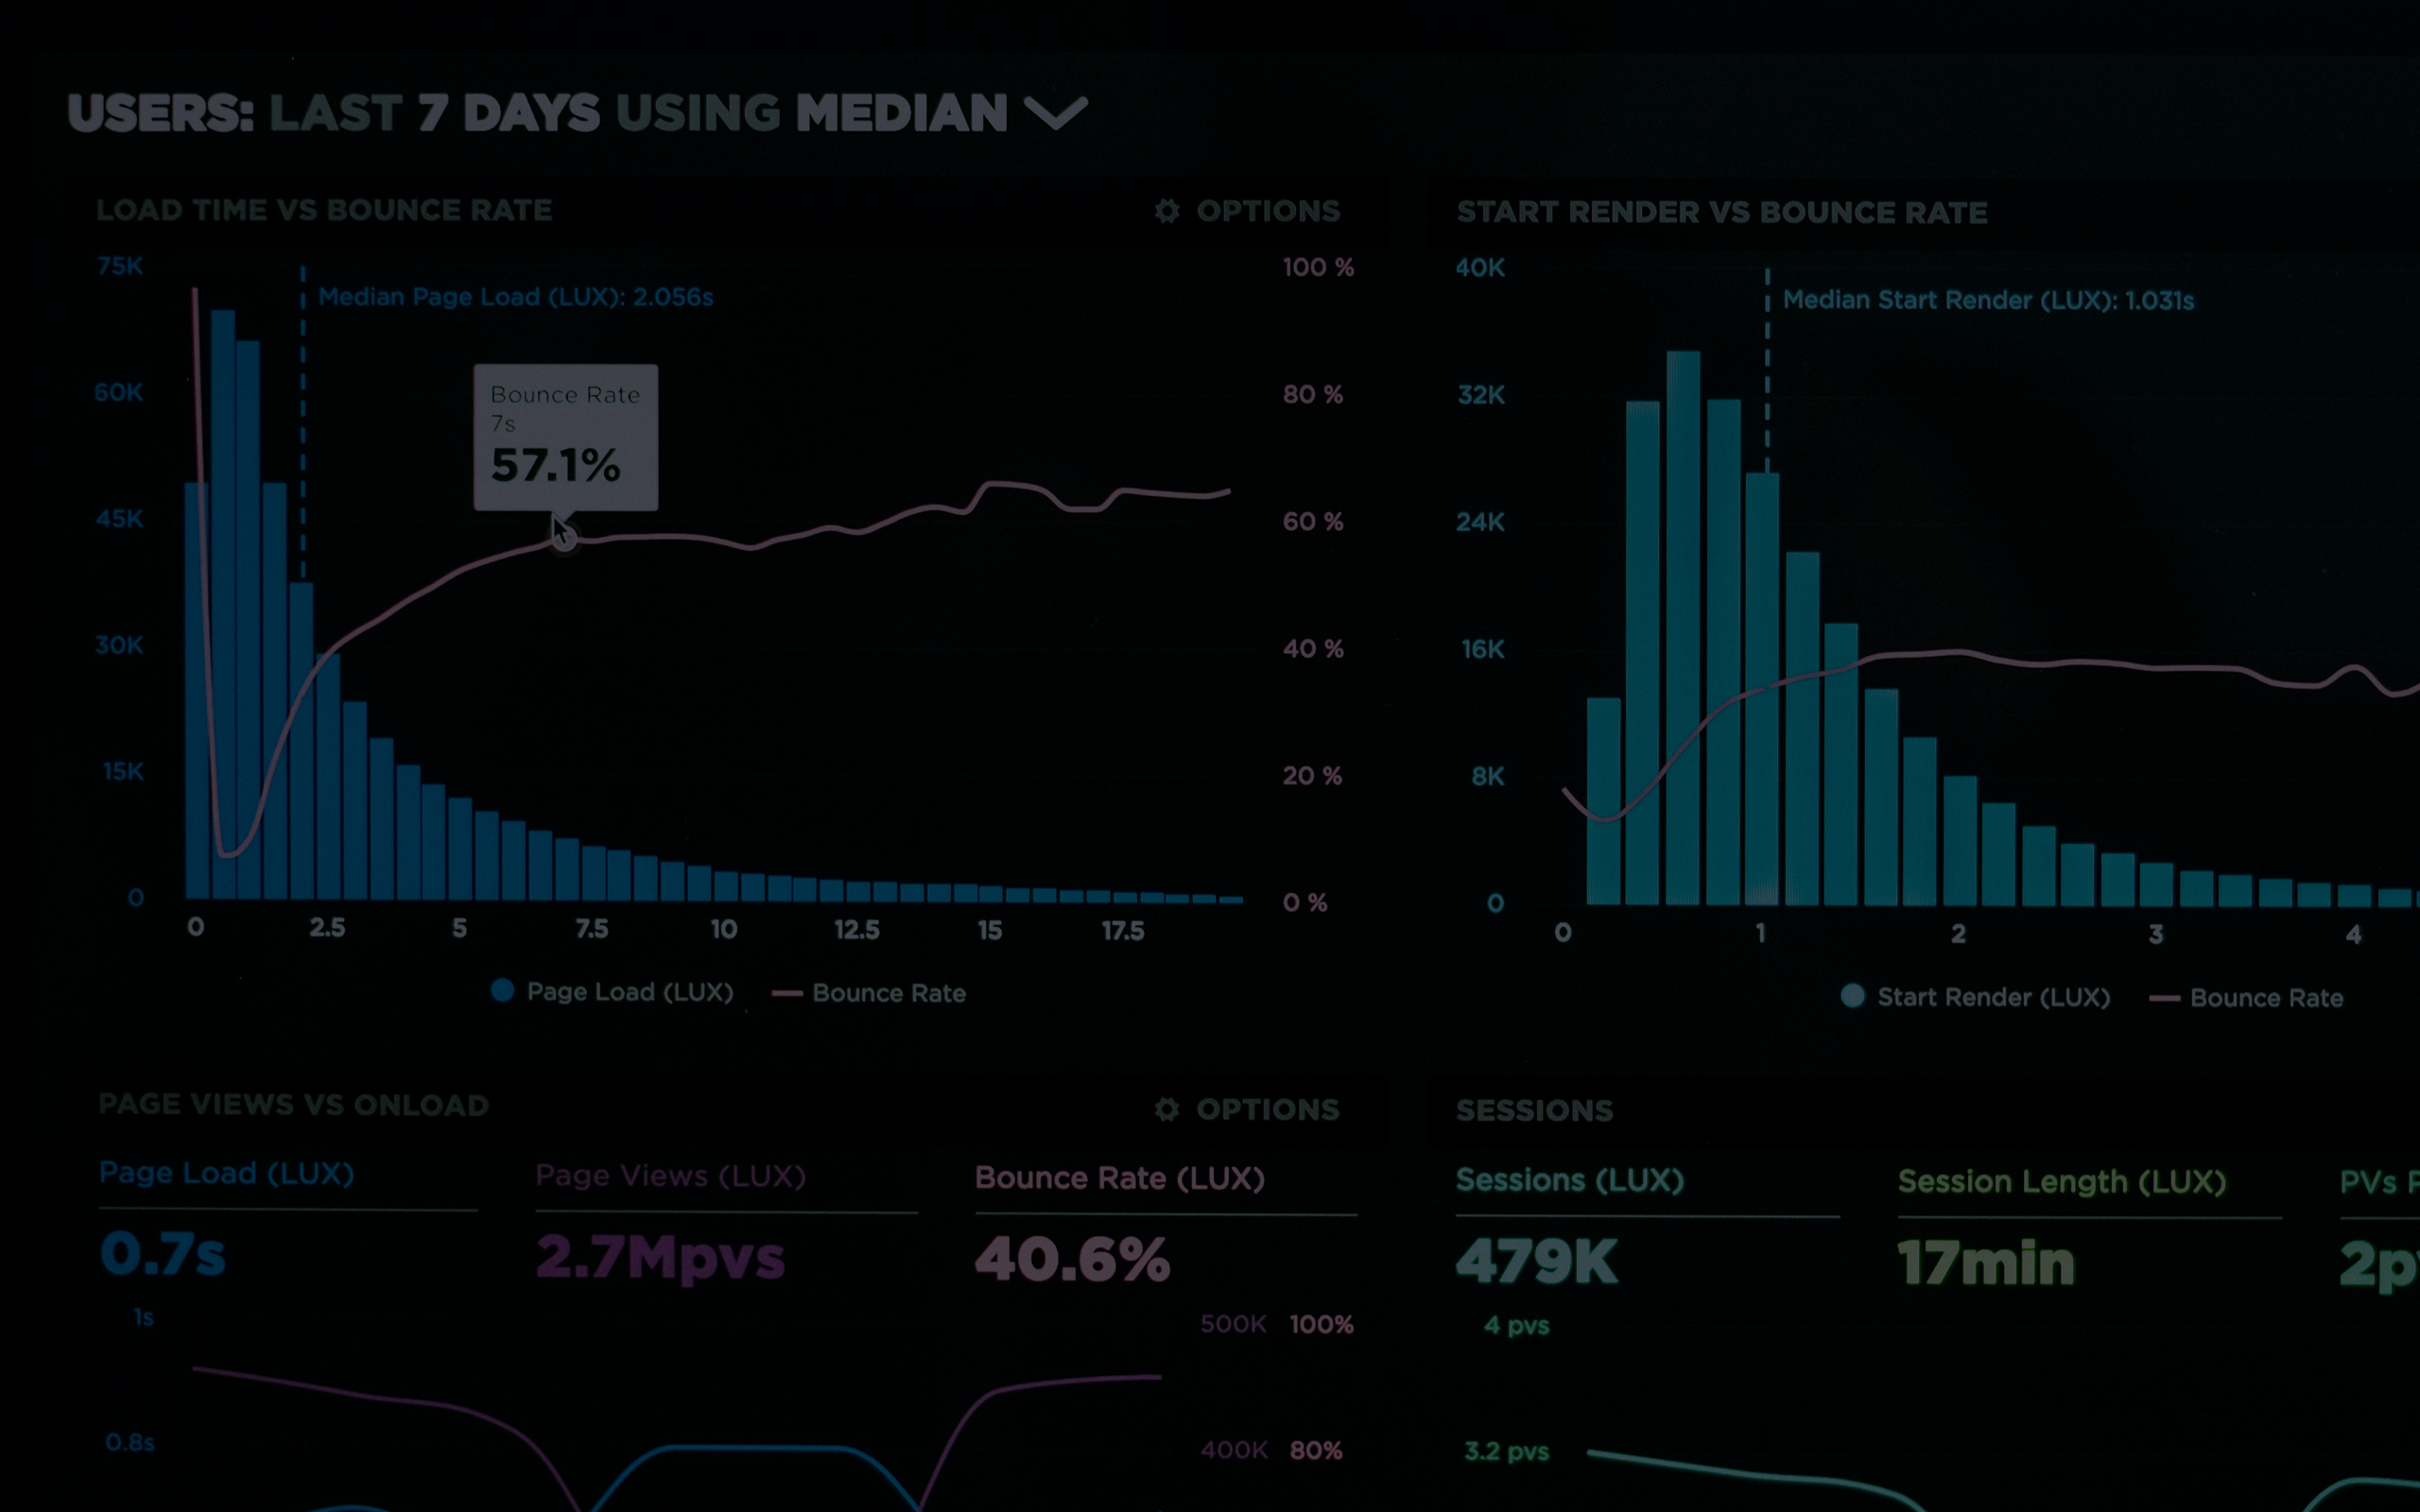 USERS: LAST 7 DAYS USING MEDIAN
LOAD TIME VS BOUNCE RATE
OPTIONS
75K
60K
45K
30K
15K
0
Median Page Load (LUX): 2.056s
Bounce Rate
7s
57.1%
100 %
80 %
60 %
40 %
20 %
0 %
0 2.5 5 7.5 10 12.5 15 17.5
Page Load (LUX) Bounce Rate
START RENDER VS BOUNCE RATE
40K
32K
24K
16K
8K
0
Median Start Render (LUX): 1.031s
0 1 2 3 4
Start Render (LUX) Bounce Rate
PAGE VIEWS VS ONLOAD
OPTIONS
Page Load (LUX)
0.7s
Page Views (LUX)
2.7Mpvs
Bounce Rate (LUX)
40.6%
1s
0.8s
500K 100%
400K 80%
SESSIONS
Sessions (LUX)
479K
Session Length (LUX)
17min
PVs
4 pvs
3.2 pvs